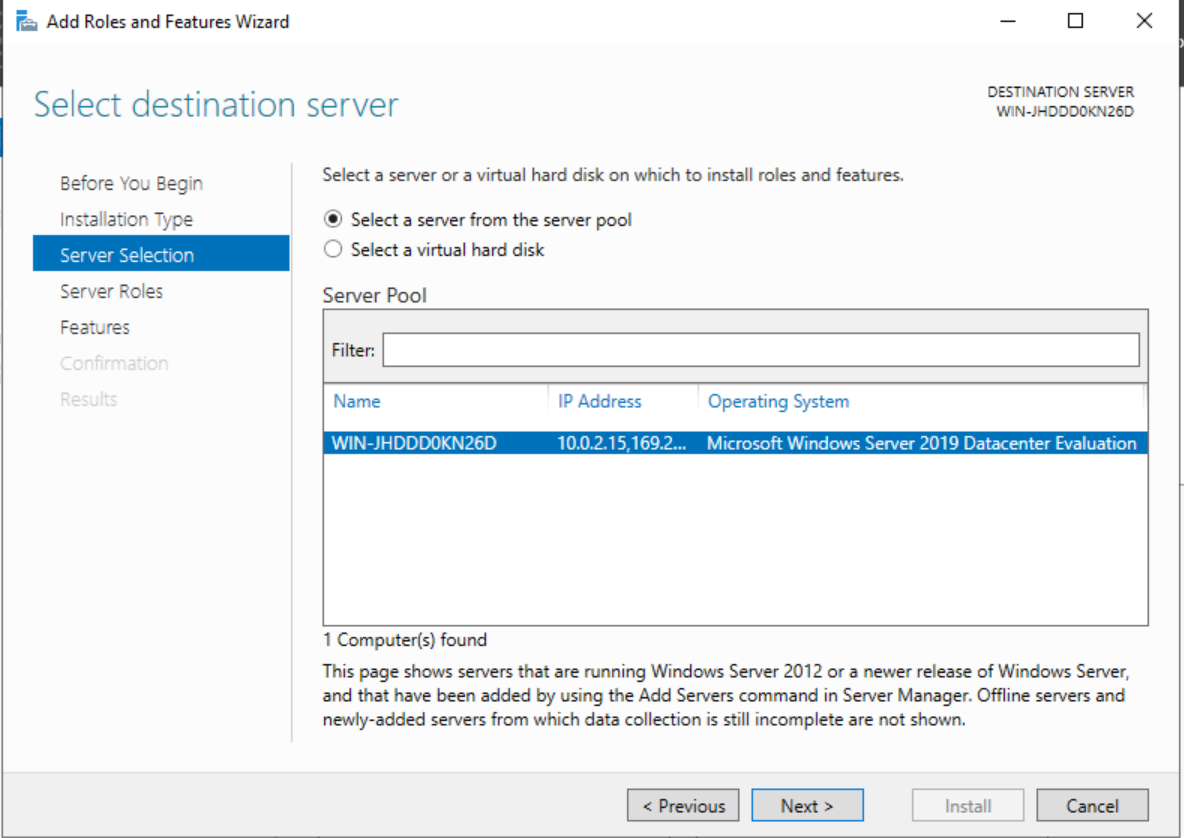 Add Roles and Features Wizard
Select destination server
DESTINATION SERVER
WIN-JHDDD0KN26D
Before You Begin
Installation Type
Server Selection
Server Roles
Features
Confirmation
Results
Select a server or a virtual hard disk on which to install roles and features.
Select a server from the server pool
Select a virtual hard disk
Server Pool
Filter:
Name IP Address Operating System
WIN-JHDDD0KN26D 10.0.2.15,169.2... Microsoft Windows Server 2019 Datacenter Evaluation
1 Computer(s) found
This page shows servers that are running Windows Server 2012 or a newer release of Windows Server,
and that have been added by using the Add Servers command in Server Manager. Offline servers and
newly-added servers from which data collection is still incomplete are not shown.
< Previous Next > Install Cancel